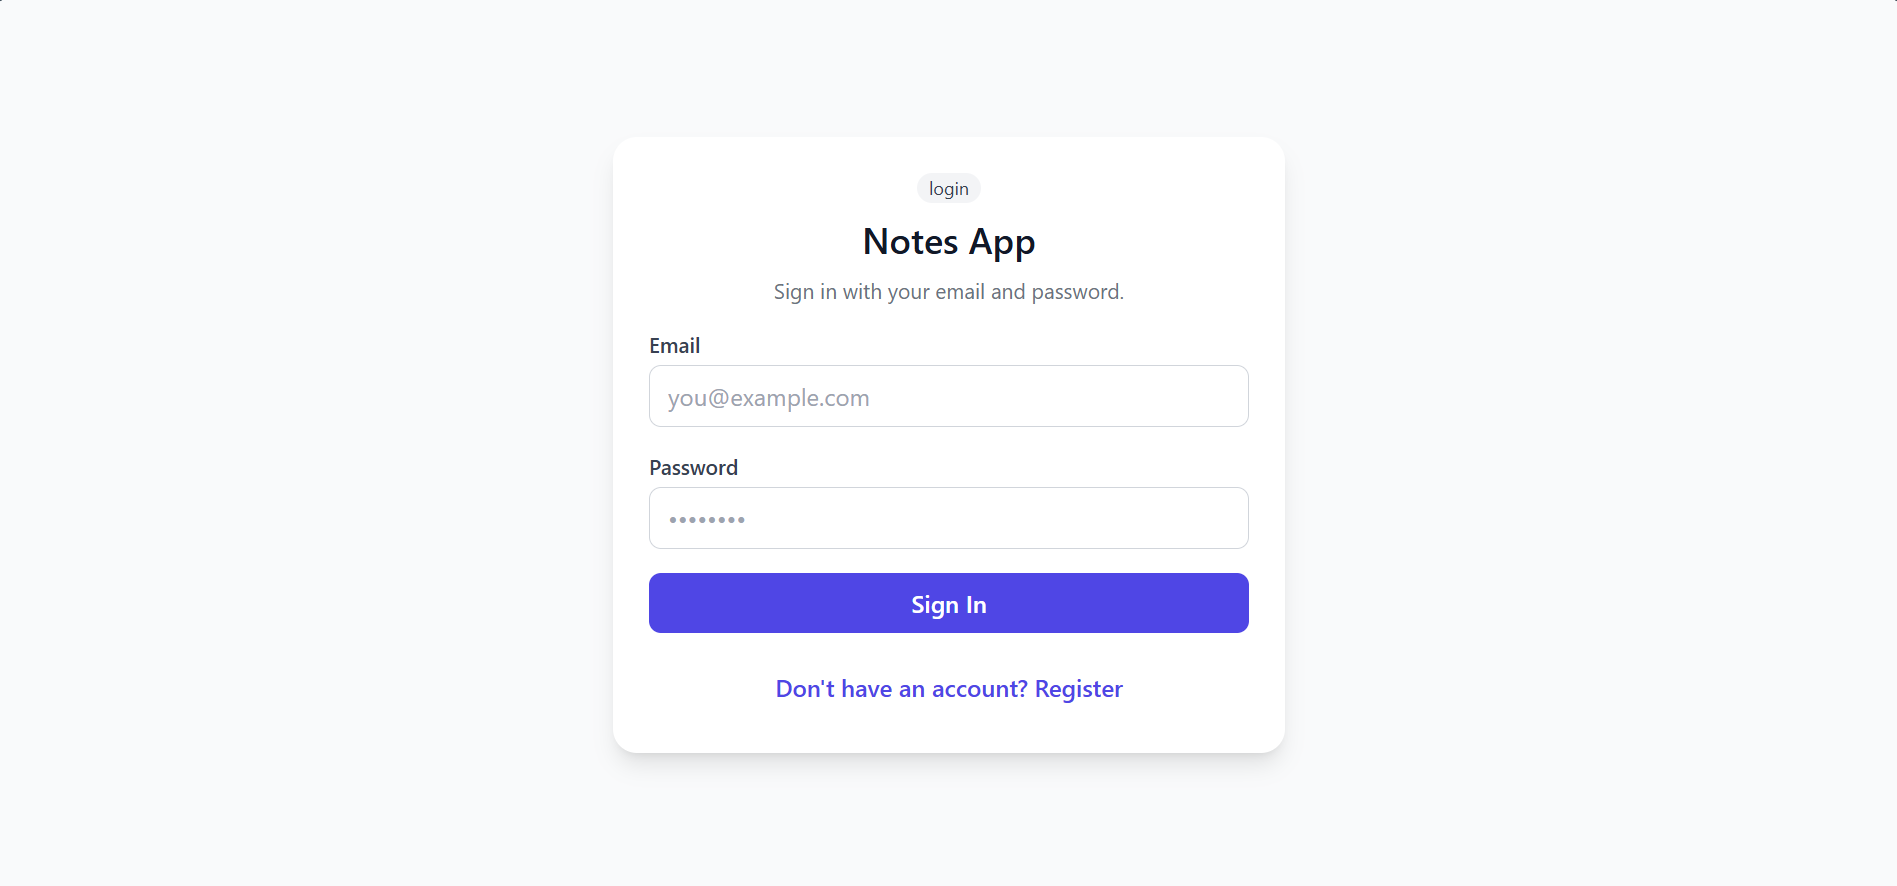 login
Notes App
Sign in with your email and password.
Email
you@example.com
Password
••••••••
Sign In
Don't have an account? Register